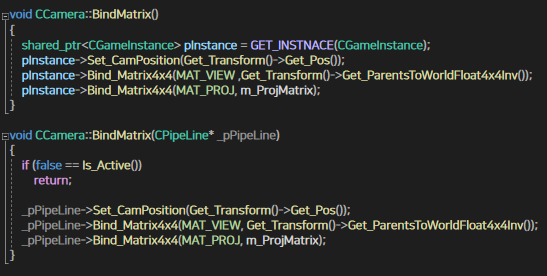 void CCamera::BindMatrix()
{
shared_ptr<CGameInstance> pInstance = GET_INSTNACE(CGameInstance);
pInstance->Set_CamPosition(Get_Transform()->Get_Pos());
pInstance->Bind_Matrix4x4(MAT_VIEW ,Get_Transform()->Get_ParentsToWorldFloat4x4Inv());
pInstance->Bind_Matrix4x4(MAT_PROJ, m_ProjMatrix);
}
void CCamera::BindMatrix(CPipeLine* _pPipeLine)
{
if (false == Is_Active())
return;
_pPipeLine->Set_CamPosition(Get_Transform()->Get_Pos());
_pPipeLine->Bind_Matrix4x4(MAT_VIEW, Get_Transform()->Get_ParentsToWorldFloat4x4Inv());
_pPipeLine->Bind_Matrix4x4(MAT_PROJ, m_ProjMatrix);
}